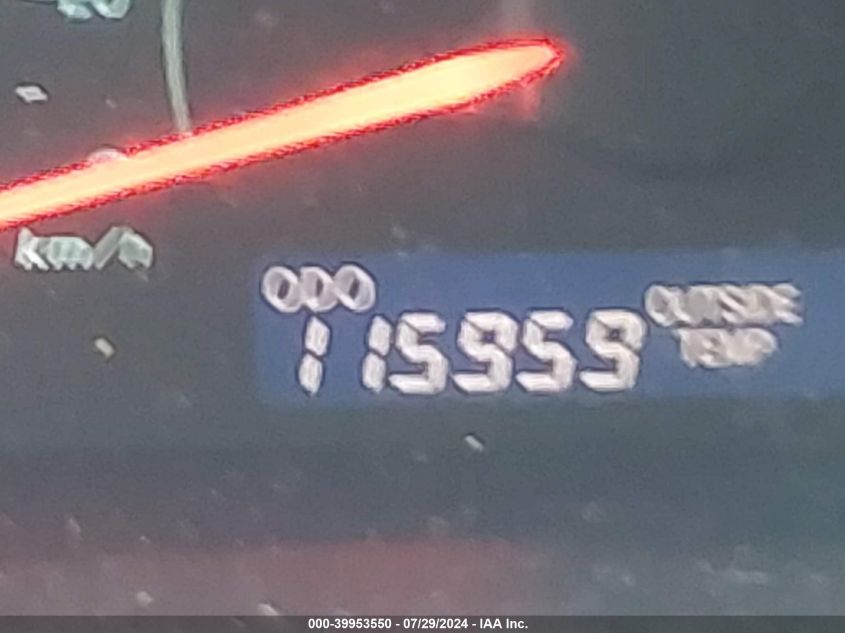 km/h
ODO
115959
OUTSIDE
TEMP
000-39953550 - 07/29/2024 - IAA Inc.